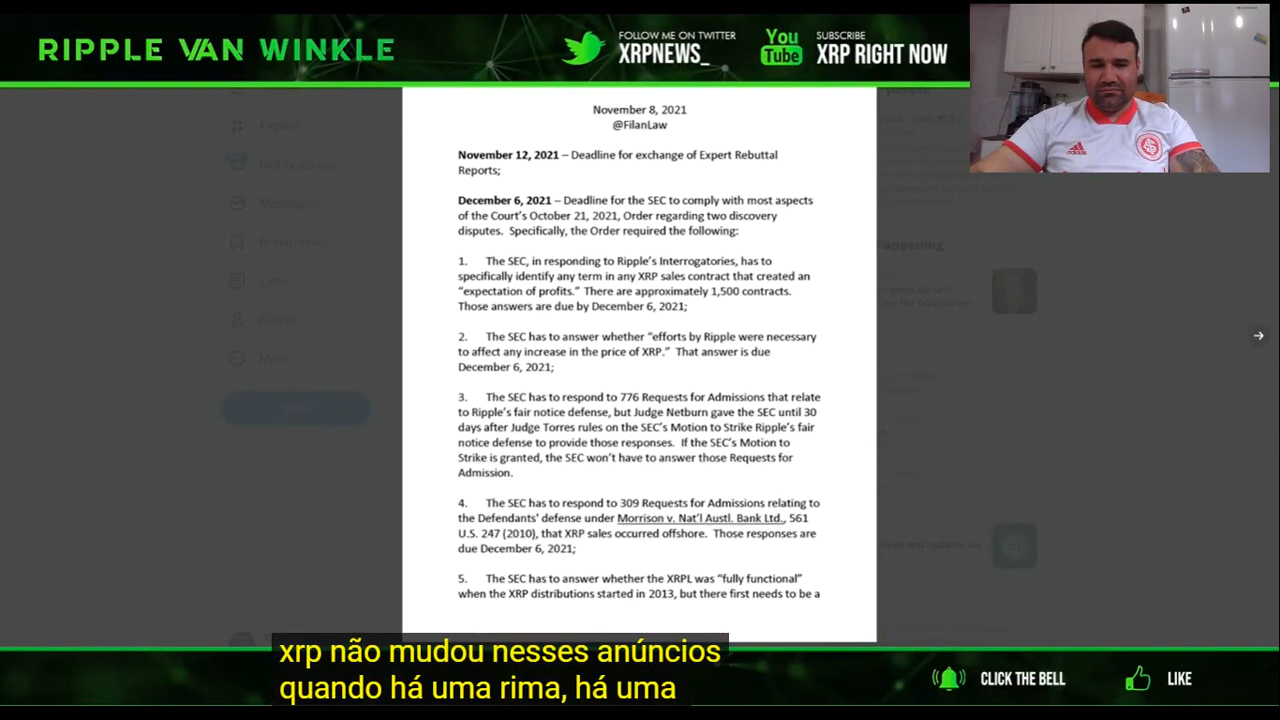 RIPPLE VAN WINKLE
FOLLOW ME ON TWITTER
XRPNEWS_
You
Tube
SUBSCRIBE
XRP RIGHT NOW
November 8, 2021
@FilanLaw
November 12, 2021 – Deadline for exchange of Expert Rebuttal
Reports;
December 6, 2021 – Deadline for the SEC to comply with most aspects
of the Court's October 21, 2021, Order regarding two discovery
disputes. Specifically, the Order required the following:
1. The SEC, in responding to Ripple's Interrogatories, has to
specifically identify any term in any XRP sales contract that created an
"expectation of profits." There are approximately 1,500 contracts.
Those answers are due by December 6, 2021;
2. The SEC has to answer whether "efforts by Ripple were necessary
to affect any increase in the price of XRP." That answer is due
December 6, 2021;
3. The SEC has to respond to 776 Requests for Admissions that relate
to Ripple's fair notice defense, but Judge Netburn gave the SEC until 30
days after Judge Torres rules on the SEC's Motion to Strike Ripple's fair
notice defense to provide those responses. If the SEC's Motion to
Strike is granted, the SEC won't have to answer those Requests for
Admission.
4. The SEC has to respond to 309 Requests for Admissions relating to
the Defendants' defense under Morrison v. Nat'l Austl. Bank Ltd., 561
U.S. 247 (2010), that XRP sales occurred offshore. Those responses are
due December 6, 2021;
5. The SEC has to answer whether the XRPL was "fully functional"
when the XRP distributions started in 2013, but there first needs to be a
Notifications
Messages
Bookmarks
More
happening
xrp não mudou nesses anúncios
quando há uma rima, há uma
CLICK THE BELL
LIKE
adidas